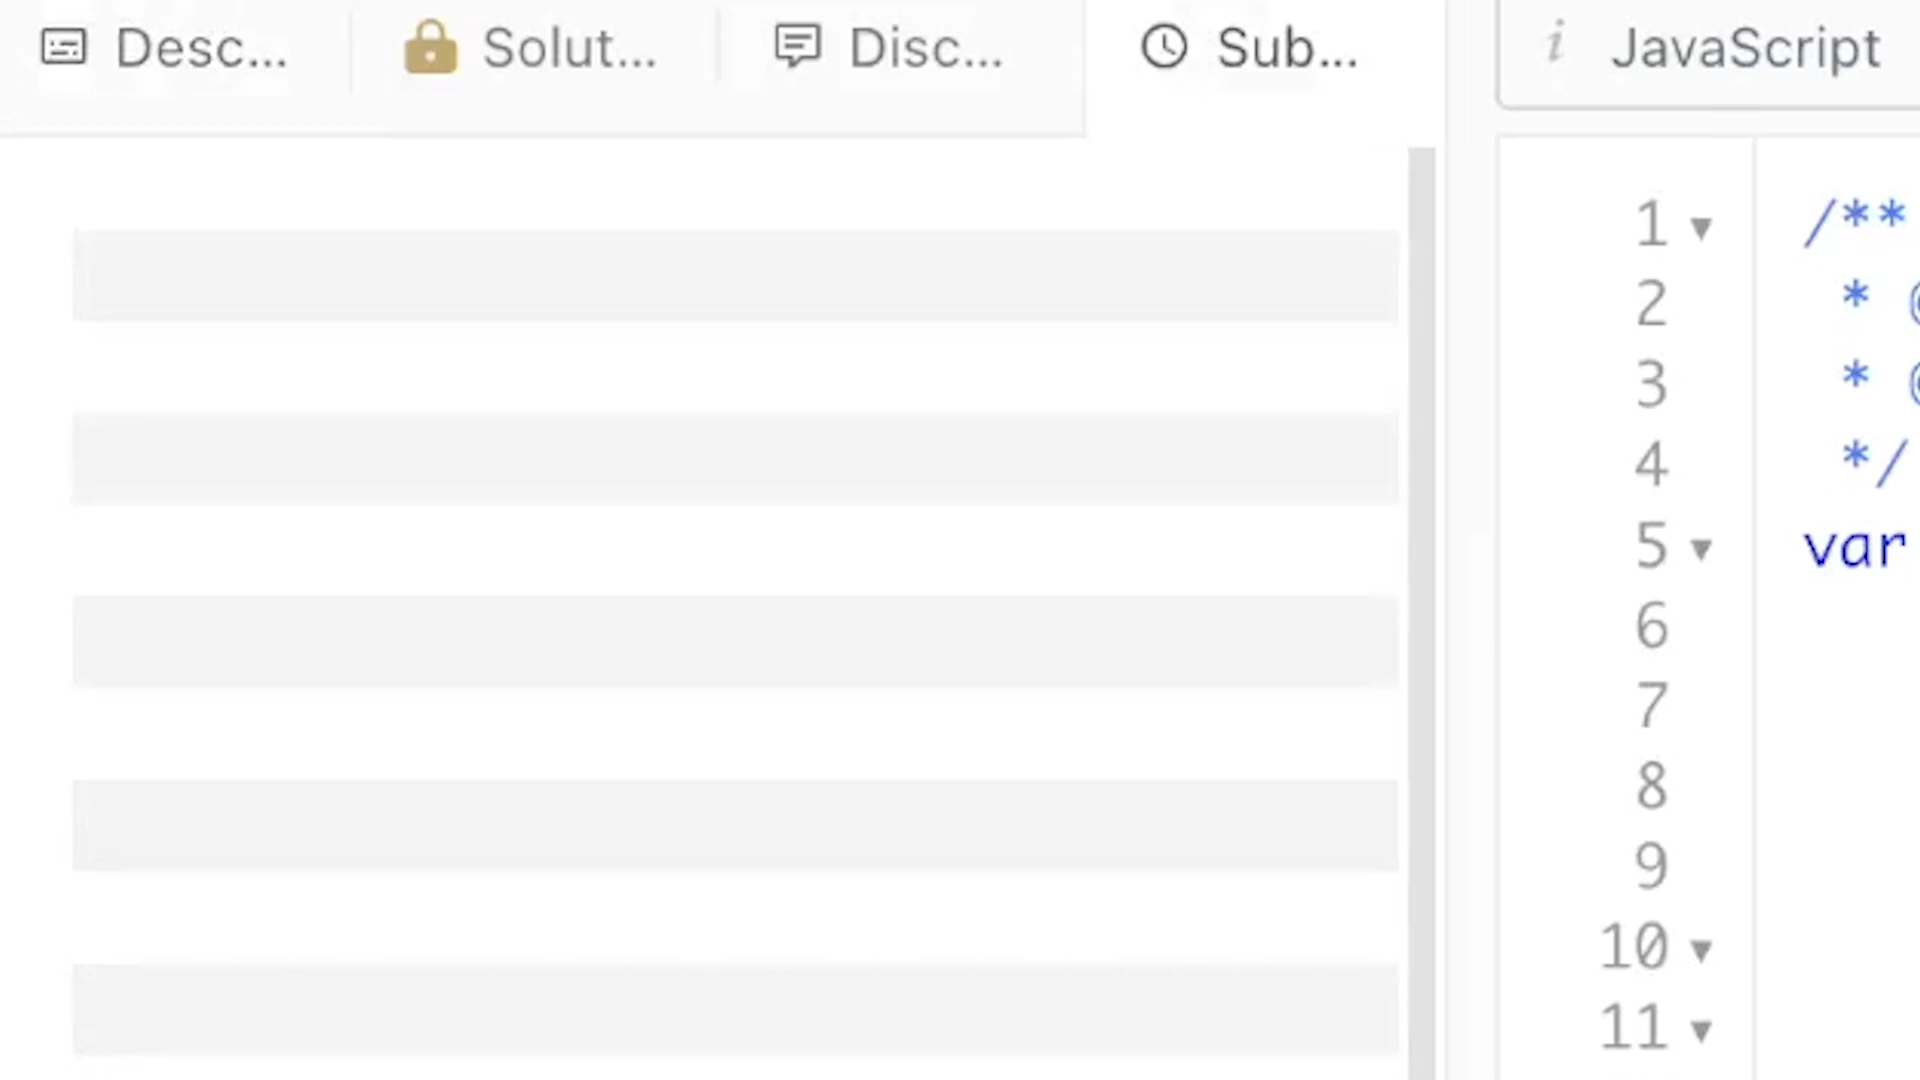 Desc...
Solut...
Disc...
Sub...
i JavaScript
1 /**
2 *
3 *
4 */
5 var
6
7
8
9
10
11